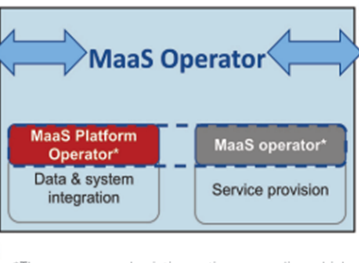 MaaS Operator
MaaS Platform
Operator*
Data & system
integration
MaaS operator*
Service provision